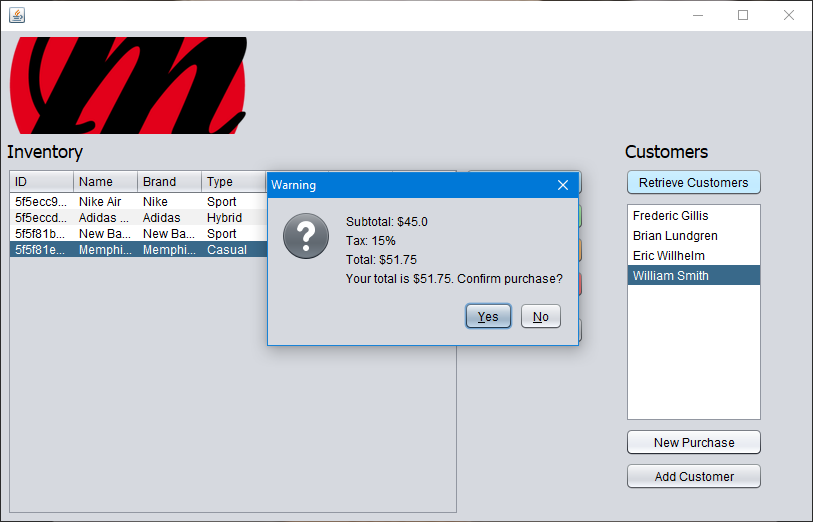 Inventory
ID Name Brand Type
5f5ecc9... Nike Air Nike Sport
5f5eccd... Adidas ... Adidas Hybrid
5f5f81b... New Ba... New Ba... Sport
5f5f81e... Memphi... Memphi... Casual
Warning
Subtotal: $45.0
Tax: 15%
Total: $51.75
Your total is $51.75. Confirm purchase?
Yes No
Customers
Retrieve Customers
Frederic Gillis
Brian Lundgren
Eric Willhelm
William Smith
New Purchase
Add Customer